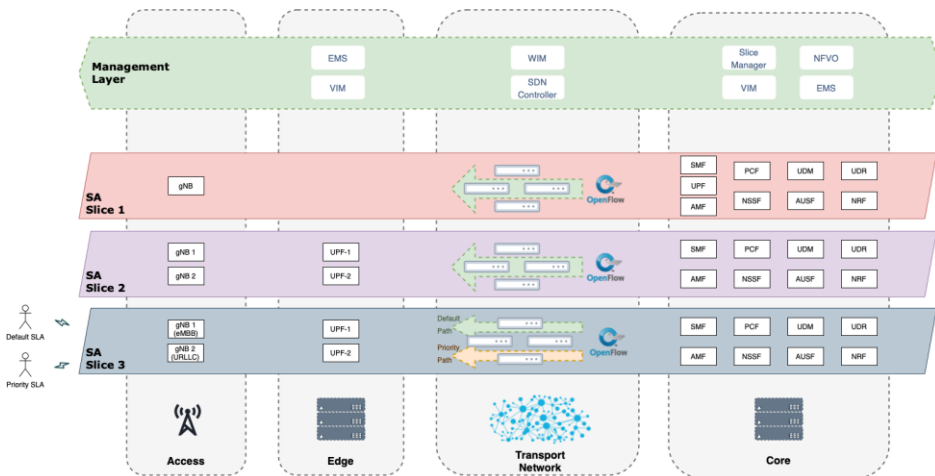 Management
Layer
EMS
VIM
WIM
SDN
Controller
Slice
Manager
NFVO
VIM
EMS
SA
Slice 1
gNB
OpenFlow
SMF
UPF
AMF
PCF
UDM
UDR
NSSF
AUSF
NRF
SA
Slice 2
gNB 1
gNB 2
UPF-1
UPF-2
OpenFlow
SMF
PCF
UDM
UDR
AMF
NSSF
AUSF
NRF
Default SLA
Priority SLA
SA
Slice 3
gNB 1
(eMBB)
gNB 2
(URLLC)
UPF-1
UPF-2
Default
Path
Priority
Path
OpenFlow
SMF
PCF
UDM
UDR
AMF
NSSF
AUSF
NRF
Access
Edge
Transport
Network
Core